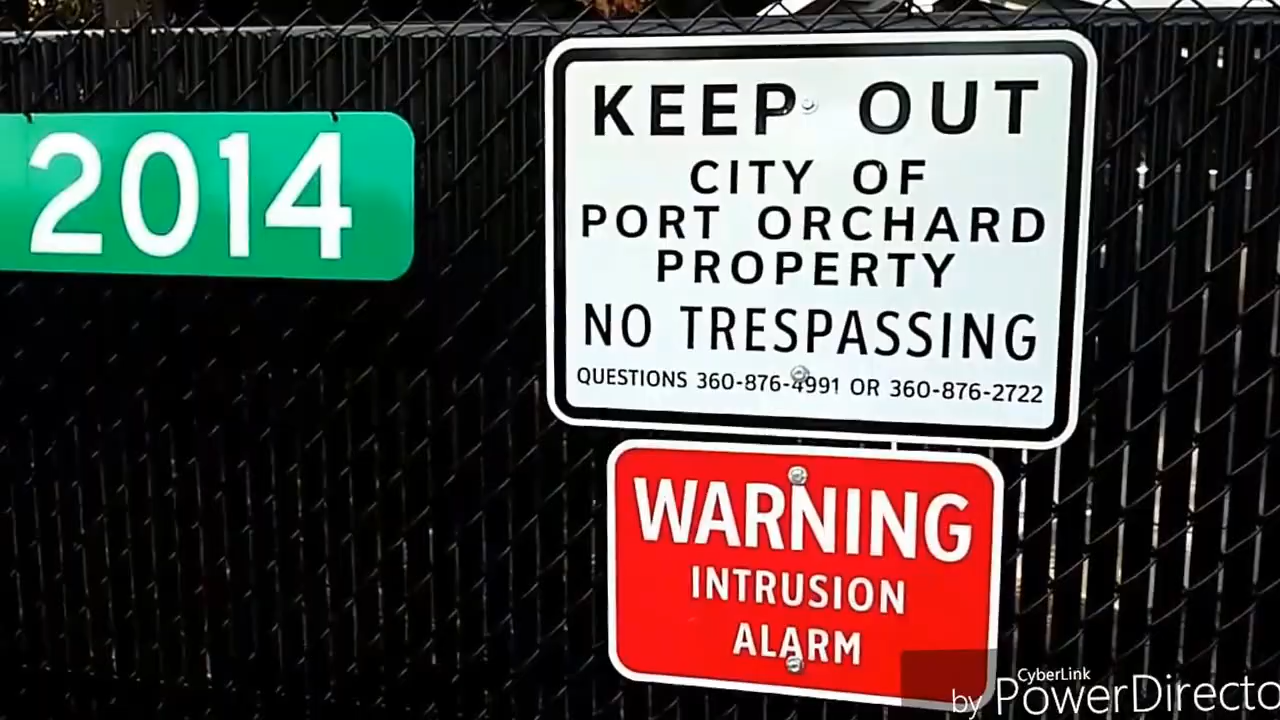 2014
KEEP OUT
CITY OF
PORT ORCHARD
PROPERTY
NO TRESPASSING
QUESTIONS 360-876-4991 OR 360-876-2722
WARNING
INTRUSION
ALARM
CyberLink
by PowerDirecto